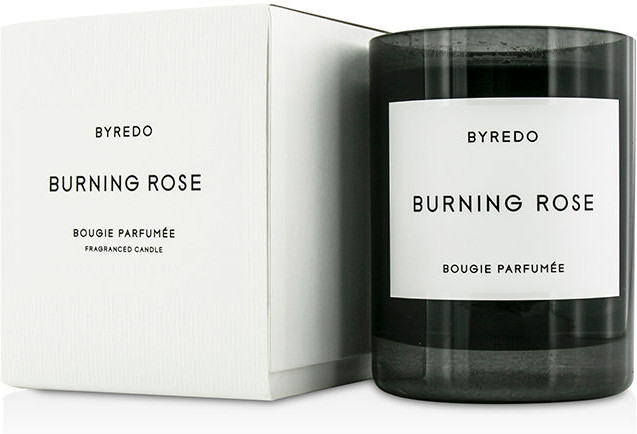 BYREDO
BURNING ROSE
BOUGIE PARFUMÉE
FRAGRANCED CANDLE
BYREDO
BURNING ROSE
BOUGIE PARFUMÉE